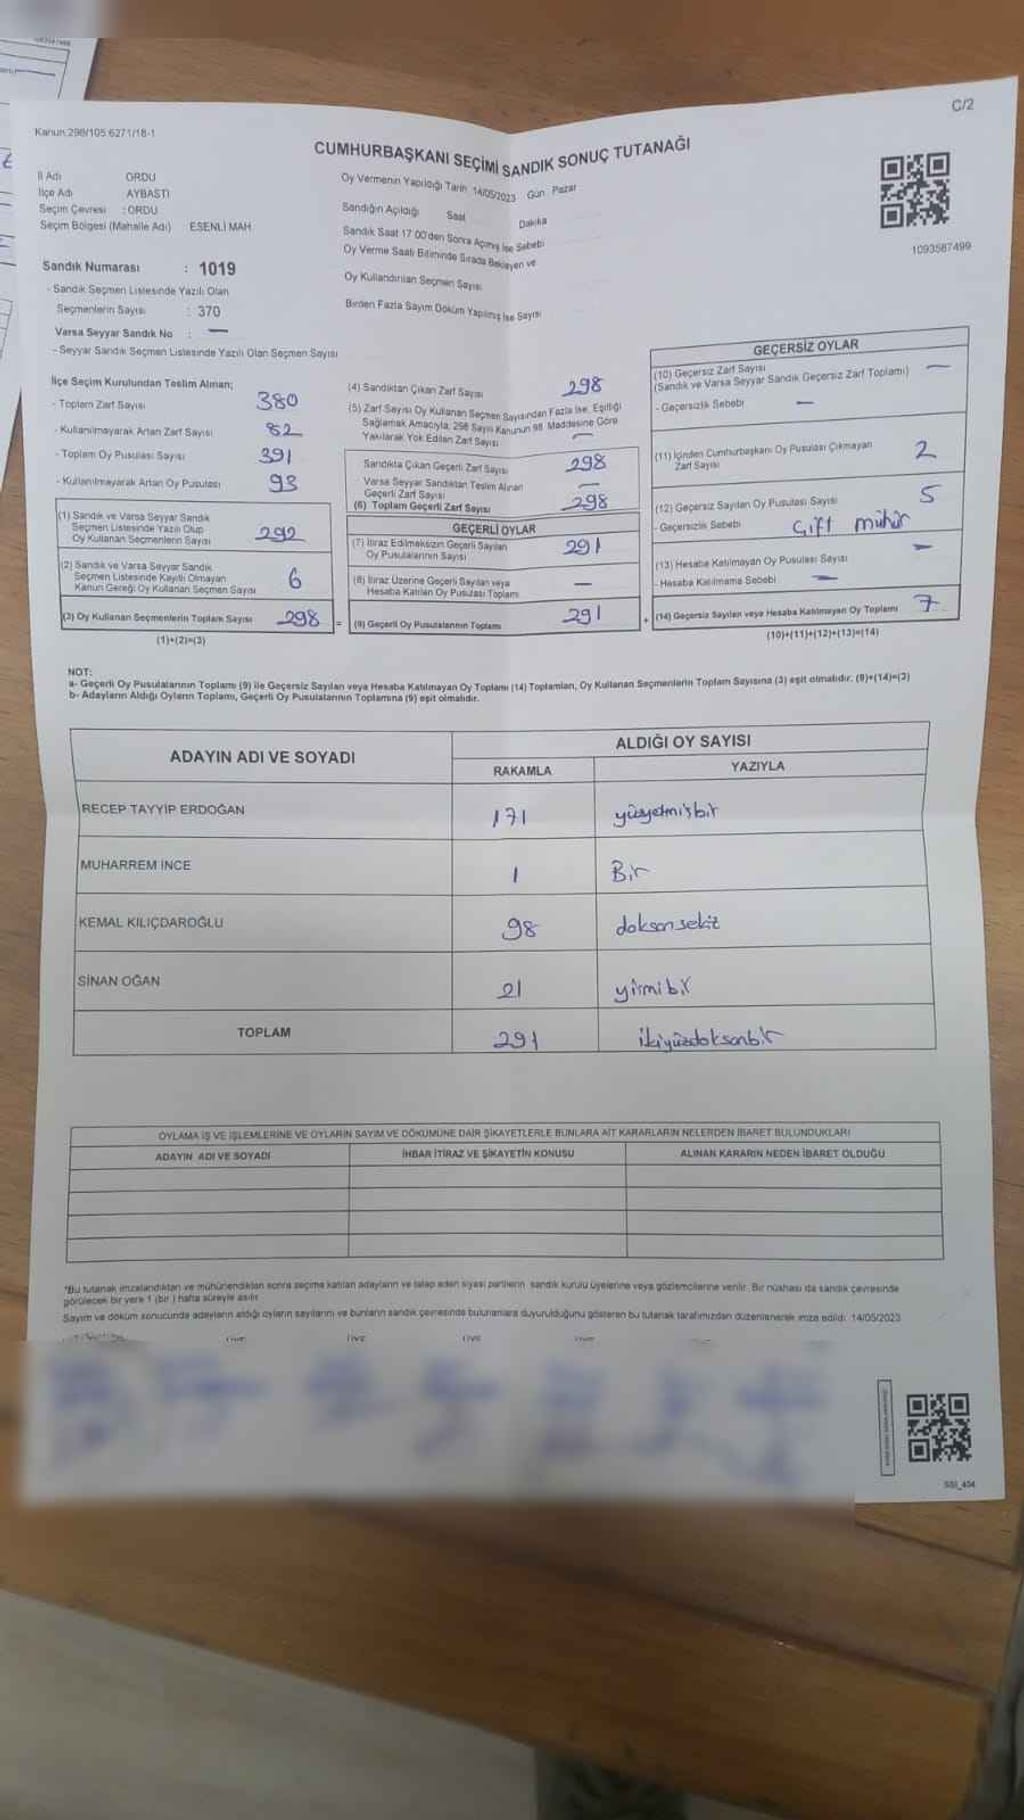 C/2
Kanun:298/105.6271/18-1
CUMHURBAŞKANI SEÇİMİ SANDIK SONUÇ TUTANAĞI
İl Adı ORDU
İlçe Adı AYBASTI
Seçim Çevresi : ORDU
Seçim Bölgesi (Mahalle Adı) ESENLİ MAH.
Oy Vermenin Yapıldığı Tarih 14/05/2023 Gün Pazar
Sandığın Açıldığı Saat Dakika
Sandık Saat 17:00'den Sonra Açılmış İse Sebebi
Oy Verme Saati Bitiminde Sırada Bekleyen ve
Oy Kullandırılan Seçmen Sayısı
Birden Fazla Sayım Döküm Yapılmış İse Sayısı
1093587499
Sandık Numarası : 1019
- Sandık Seçmen Listesinde Yazılı Olan
Seçmenlerin Sayısı : 370
Varsa Seyyar Sandık No : —
- Seyyar Sandık Seçmen Listesinde Yazılı Olan Seçmen Sayısı
İlçe Seçim Kurulundan Teslim Alınan;
- Toplam Zarf Sayısı 380
- Kullanılmayarak Artan Zarf Sayısı 82
- Toplam Oy Pusulası Sayısı 391
- Kullanılmayarak Artan Oy Pusulası 93
(1) Sandık ve Varsa Seyyar Sandık
Seçmen Listesinde Yazılı Olup
Oy Kullanan Seçmenlerin Sayısı 292
(2) Sandık ve Varsa Seyyar Sandık
Seçmen Listesinde Kayıtlı Olmayan
Kanun Gereği Oy Kullanan Seçmen Sayısı 6
(3) Oy Kullanan Seçmenlerin Toplam Sayısı 298 =
(1)+(2)=(3)
(4) Sandıktan Çıkan Zarf Sayısı 298
(5) Zarf Sayısı Oy Kullanan Seçmen Sayısından Fazla İse, Eşitliği
Sağlamak Amacıyla, 298 Sayılı Kanunun 98. Maddesine Göre
Yakılarak Yok Edilen Zarf Sayısı —
Sandıkta Çıkan Geçerli Zarf Sayısı 298
Varsa Seyyar Sandıktan Teslim Alınan
Geçerli Zarf Sayısı —
(6) Toplam Geçerli Zarf Sayısı 298
GEÇERLİ OYLAR
(7) İtiraz Edilmeksizin Geçerli Sayılan
Oy Pusulalarının Sayısı 291
(8) İtiraz Üzerine Geçerli Sayılan veya
Hesaba Katılan Oy Pusulası Toplamı —
(9) Geçerli Oy Pusulalarının Toplamı 291 +
GEÇERSİZ OYLAR
(10) Geçersiz Zarf Sayısı
(Sandık ve Varsa Seyyar Sandık Geçersiz Zarf Toplamı) —
- Geçersizlik Sebebi —
(11) İçinden Cumhurbaşkanı Oy Pusulası Çıkmayan
Zarf Sayısı 2
(12) Geçersiz Sayılan Oy Pusulası Sayısı 5
- Geçersizlik Sebebi Çift mühür
(13) Hesaba Katılmayan Oy Pusulası Sayısı —
- Hesaba Katılmama Sebebi —
(14) Geçersiz Sayılan veya Hesaba Katılmayan Oy Toplamı 7
(10)+(11)+(12)+(13)=(14)
NOT:
a- Geçerli Oy Pusulalarının Toplamı (9) ile Geçersiz Sayılan veya Hesaba Katılmayan Oy Toplamı (14) Toplamları, Oy Kullanan Seçmenlerin Toplam Sayısına (3) eşit olmalıdır. (9)+(14)=(3)
b- Adayların Aldığı Oyların Toplamı, Geçerli Oy Pusulalarının Toplamına (9) eşit olmalıdır.
ADAYIN ADI VE SOYADI ALDIĞI OY SAYISI
RAKAMLA YAZIYLA
RECEP TAYYİP ERDOĞAN 171 yüzyetmişbir
MUHARREM İNCE 1 Bir
KEMAL KILIÇDAROĞLU 98 doksansekiz
SİNAN OĞAN 21 yirmibir
TOPLAM 291 ikiyüzdoksanbir
OYLAMA İŞ VE İŞLEMLERİNE VE OYLARIN SAYIM VE DÖKÜMÜNE DAİR ŞİKAYETLERLE BUNLARA AİT KARARLARIN NELERDEN İBARET BULUNDUKLARI
ADAYIN ADI VE SOYADI İHBAR İTİRAZ VE ŞİKAYETİN KONUSU ALINAN KARARIN NEDEN İBARET OLDUĞU
*Bu tutanak imzalandıktan ve mühürlendikten sonra seçime katılan adayların ve talep eden siyasi partilerin sandık kurulu üyelerine veya gözlemcilerine verilir. Bir nüshası da sandık çevresinde
görülecek bir yere 1 (bir) hafta süreyle asılır.
Sayım ve döküm sonucunda adayların aldığı oyların sayılarını ve bunların sandık çevresinde bulunanlara duyurulduğunu gösteren bu tutanak tarafımızdan düzenlenerek imza edildi. 14/05/2023
SSI_404